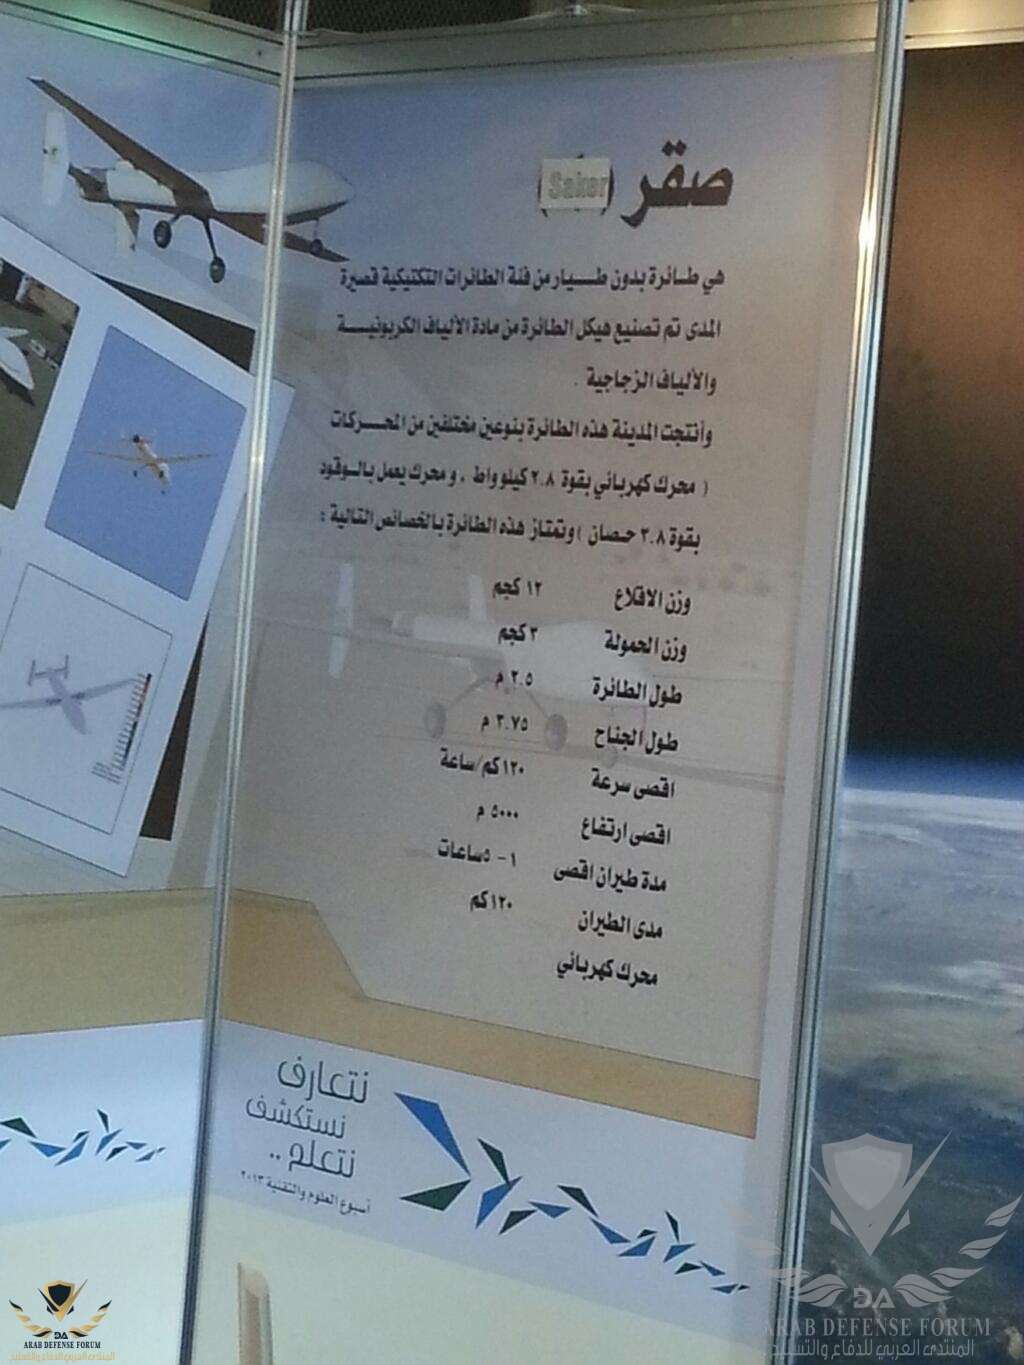 صقر (Saker)
هي طائرة بدون طيار من فئة الطائرات التكتيكية قصيرة
المدى تم تصنيع هيكل الطائرة من مادة الألياف الكربونية
والألياف الزجاجية .
وأنتجت المدينة هذه الطائرة بنوعين مختلفين من المحركات
( محرك كهربائي بقوة ٢.٨ كيلو واط ، و محرك يعمل بالوقود
بقوة ٣.٨ حصان ) وتمتاز هذه الطائرة بالخصائص التالية :
وزن الاقلاع ١٢ كجم
وزن الحمولة ٣ كجم
طول الطائرة ٢.٥ م
طول الجناح ٣.٧٥ م
اقصى سرعة ١٢٠ كم/ساعة
اقصى ارتفاع ٥٠٠٠ م
مدة طيران اقصى ١ - ٥ ساعات
مدى الطيران ١٢٠ كم
محرك كهربائي
نتعارف
نستكشف
نتعلم ..
أسبوع العلوم والتقنية ٢٠١٣
DA
ARAB DEFENSE FORUM
المنتدى العربي للدفاع والتسليح
DA
ARAB DEFENSE FORUM
المنتدى العربي للدفاع والتسليح